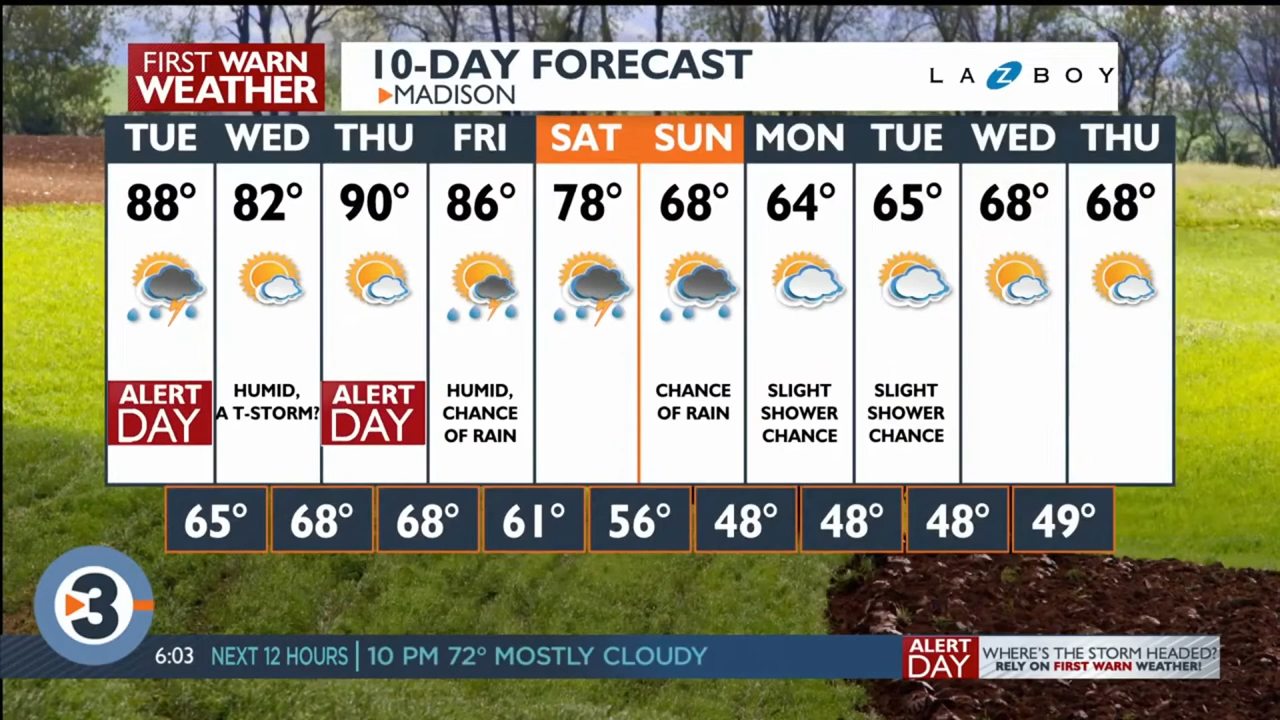 FIRST WARN
WEATHER
10-DAY FORECAST
MADISON
LA Z BOY
TUE WED THU FRI SAT SUN MON TUE WED THU
88° 82° 90° 86° 78° 68° 64° 65° 68° 68°
ALERT
DAY
HUMID,
A T-STORM?
ALERT
DAY
HUMID,
CHANCE
OF RAIN
CHANCE
OF RAIN
SLIGHT
SHOWER
CHANCE
SLIGHT
SHOWER
CHANCE
65° 68° 68° 61° 56° 48° 48° 48° 49°
3
6:03 NEXT 12 HOURS | 10 PM 72° MOSTLY CLOUDY
ALERT
DAY
WHERE'S THE STORM HEADED?
RELY ON FIRST WARN WEATHER!